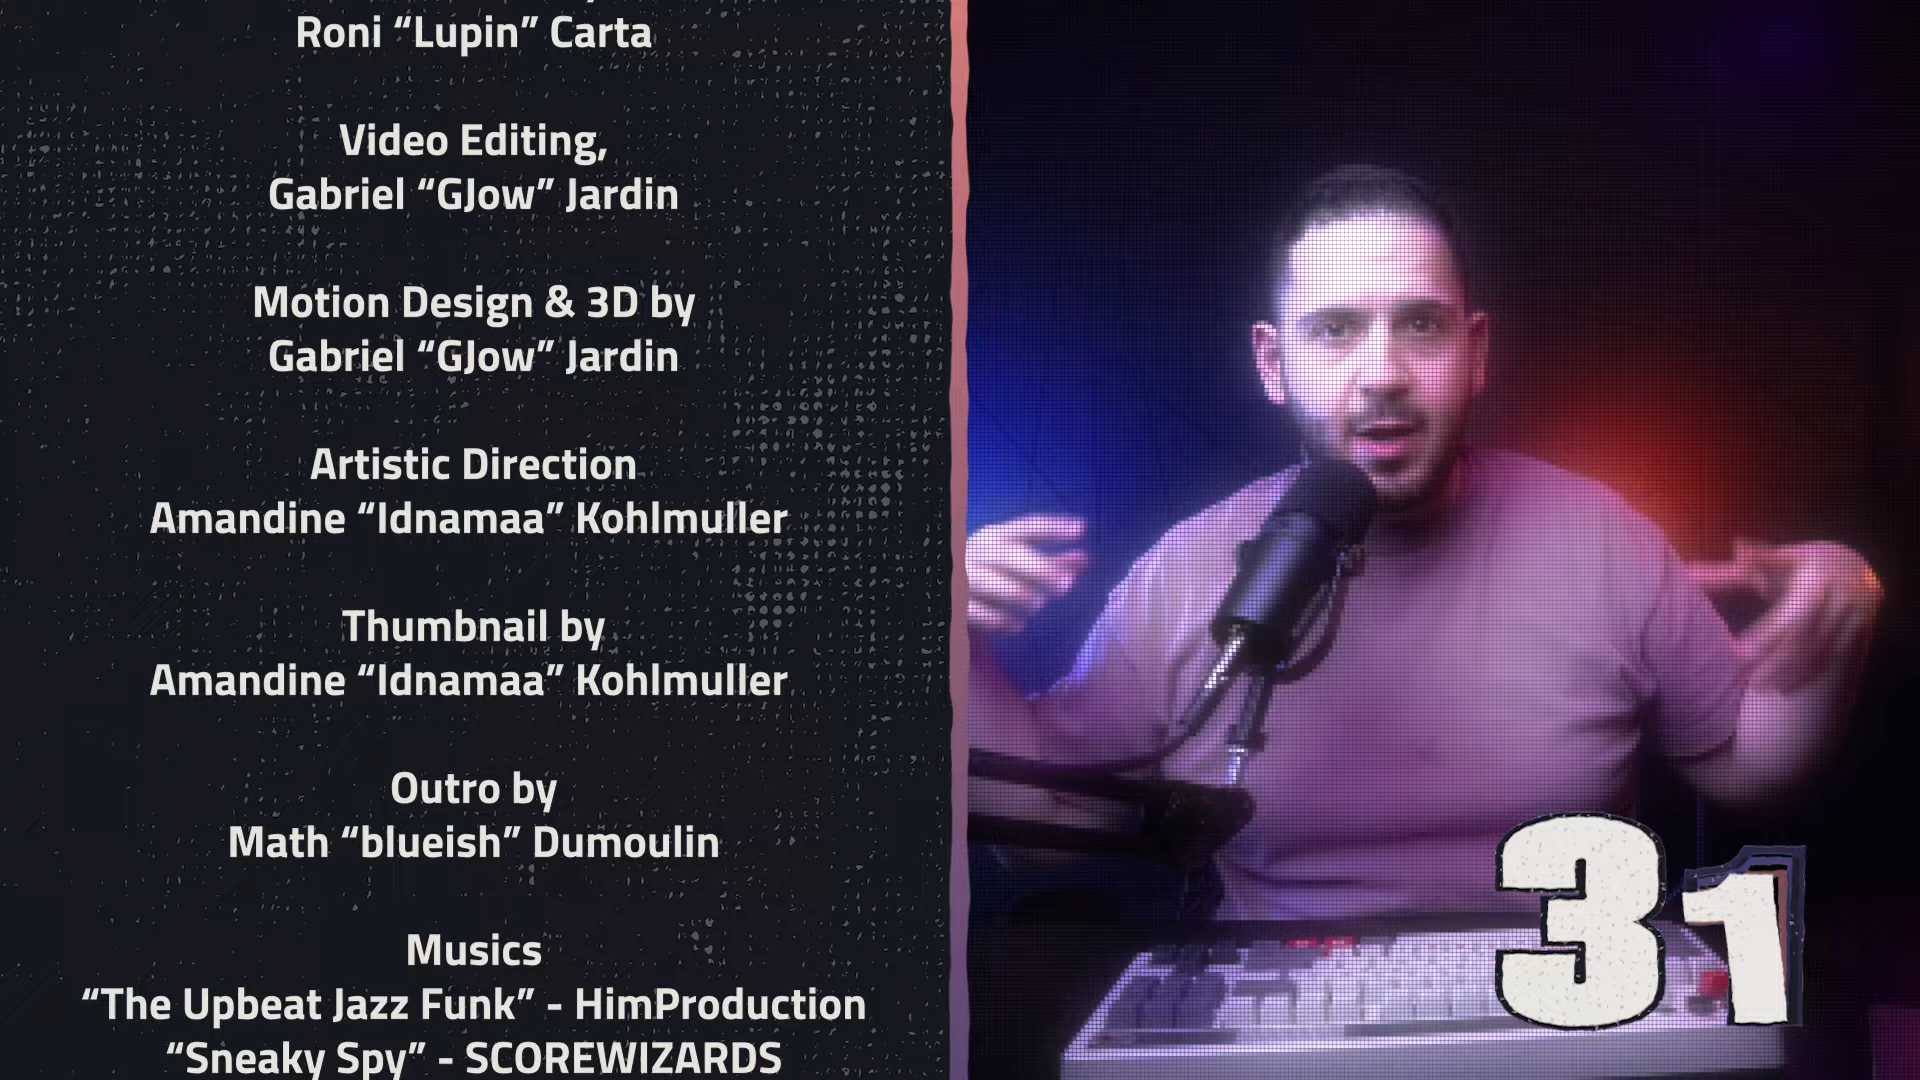 Roni “Lupin” Carta
Video Editing,
Gabriel “GJow” Jardin
Motion Design & 3D by
Gabriel “GJow” Jardin
Artistic Direction
Amandine “Idnamaa” Kohlmuller
Thumbnail by
Amandine “Idnamaa” Kohlmuller
Outro by
Math “blueish” Dumoulin
Musics
“The Upbeat Jazz Funk” - HimProduction
“Sneaky Spy” - SCOREWIZARDS
31